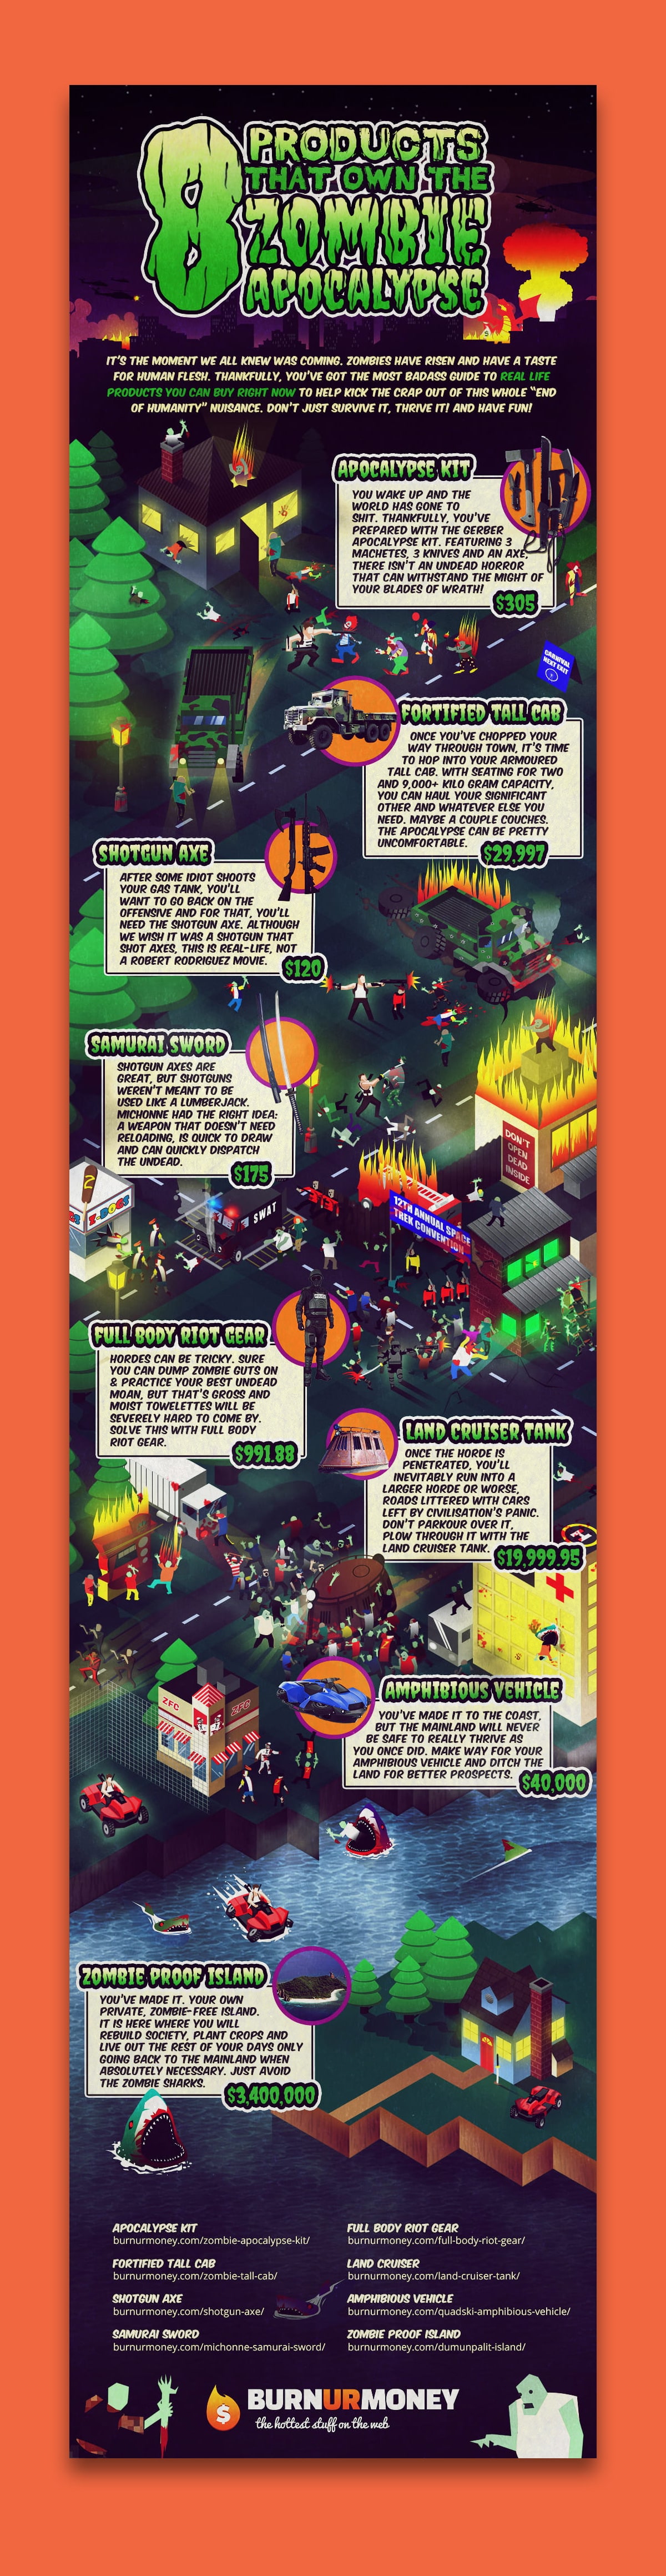 8 PRODUCTS
THAT OWN THE
ZOMBIE
APOCALYPSE
IT'S THE MOMENT WE ALL KNEW WAS COMING. ZOMBIES HAVE RISEN AND HAVE A TASTE
FOR HUMAN FLESH. THANKFULLY, YOU'VE GOT THE MOST BADASS GUIDE TO REAL LIFE
PRODUCTS YOU CAN BUY RIGHT NOW TO HELP KICK THE CRAP OUT OF THIS WHOLE "END
OF HUMANITY" NUISANCE. DON'T JUST SURVIVE IT, THRIVE IT! AND HAVE FUN!
APOCALYPSE KIT
YOU WAKE UP AND THE
WORLD HAS GONE TO
SHIT. THANKFULLY, YOU'VE
PREPARED WITH THE GERBER
APOCALYPSE KIT. FEATURING 3
MACHETES, 3 KNIVES AND AN AXE,
THERE ISN'T AN UNDEAD HORROR
THAT CAN WITHSTAND THE MIGHT OF
YOUR BLADES OF WRATH!
$305
CARNIVAL
NEXT EXIT
FORTIFIED TALL CAB
ONCE YOU'VE CHOPPED YOUR
WAY THROUGH TOWN, IT'S TIME
TO HOP INTO YOUR ARMOURED
TALL CAB. WITH SEATING FOR TWO
AND 9,000+ KILO GRAM CAPACITY,
YOU CAN HAUL YOUR SIGNIFICANT
OTHER AND WHATEVER ELSE YOU
NEED. MAYBE A COUPLE COUCHES.
THE APOCALYPSE CAN BE PRETTY
UNCOMFORTABLE.
$29,997
SHOTGUN AXE
AFTER SOME IDIOT SHOOTS
YOUR GAS TANK, YOU'LL
WANT TO GO BACK ON THE
OFFENSIVE AND FOR THAT, YOU'LL
NEED THE SHOTGUN AXE. ALTHOUGH
WE WISH IT WAS A SHOTGUN THAT
SHOT AXES, THIS IS REAL-LIFE, NOT
A ROBERT RODRIGUEZ MOVIE.
$120
SAMURAI SWORD
SHOTGUN AXES ARE
GREAT, BUT SHOTGUNS
WEREN'T MEANT TO BE
USED LIKE A LUMBERJACK.
MICHONNE HAD THE RIGHT IDEA:
A WEAPON THAT DOESN'T NEED
RELOADING, IS QUICK TO DRAW
AND CAN QUICKLY DISPATCH
THE UNDEAD.
$175
DON'T
OPEN
DEAD
INSIDE
SWAT
12TH ANNUAL SPACE
TREK CONVENTION
FULL BODY RIOT GEAR
HORDES CAN BE TRICKY. SURE
YOU CAN DUMP ZOMBIE GUTS ON
& PRACTICE YOUR BEST UNDEAD
MOAN, BUT THAT'S GROSS AND
MOIST TOWELETTES WILL BE
SEVERELY HARD TO COME BY.
SOLVE THIS WITH FULL BODY
RIOT GEAR.
$991.88
LAND CRUISER TANK
ONCE THE HORDE IS
PENETRATED, YOU'LL
INEVITABLY RUN INTO A
LARGER HORDE OR WORSE,
ROADS LITTERED WITH CARS
LEFT BY CIVILISATION'S PANIC.
DON'T PARKOUR OVER IT,
PLOW THROUGH IT WITH THE
LAND CRUISER TANK.
$19,999.95
H
ZFC
ZFC
AMPHIBIOUS VEHICLE
YOU'VE MADE IT TO THE COAST,
BUT THE MAINLAND WILL NEVER
BE SAFE TO REALLY THRIVE AS
YOU ONCE DID. MAKE WAY FOR YOUR
AMPHIBIOUS VEHICLE AND DITCH THE
LAND FOR BETTER PROSPECTS.
$40,000
ZOMBIE PROOF ISLAND
YOU'VE MADE IT. YOUR OWN
PRIVATE, ZOMBIE-FREE ISLAND.
IT IS HERE WHERE YOU WILL
REBUILD SOCIETY, PLANT CROPS AND
LIVE OUT THE REST OF YOUR DAYS ONLY
GOING BACK TO THE MAINLAND WHEN
ABSOLUTELY NECESSARY. JUST AVOID
THE ZOMBIE SHARKS.
$3,400,000
APOCALYPSE KIT
burnurmoney.com/zombie-apocalypse-kit/
FORTIFIED TALL CAB
burnurmoney.com/zombie-tall-cab/
SHOTGUN AXE
burnurmoney.com/shotgun-axe/
SAMURAI SWORD
burnurmoney.com/michonne-samurai-sword/
FULL BODY RIOT GEAR
burnurmoney.com/full-body-riot-gear/
LAND CRUISER
burnurmoney.com/land-cruiser-tank/
AMPHIBIOUS VEHICLE
burnurmoney.com/quadski-amphibious-vehicle/
ZOMBIE PROOF ISLAND
burnurmoney.com/dumunpalit-island/
$
BURNURMONEY
the hottest stuff on the web